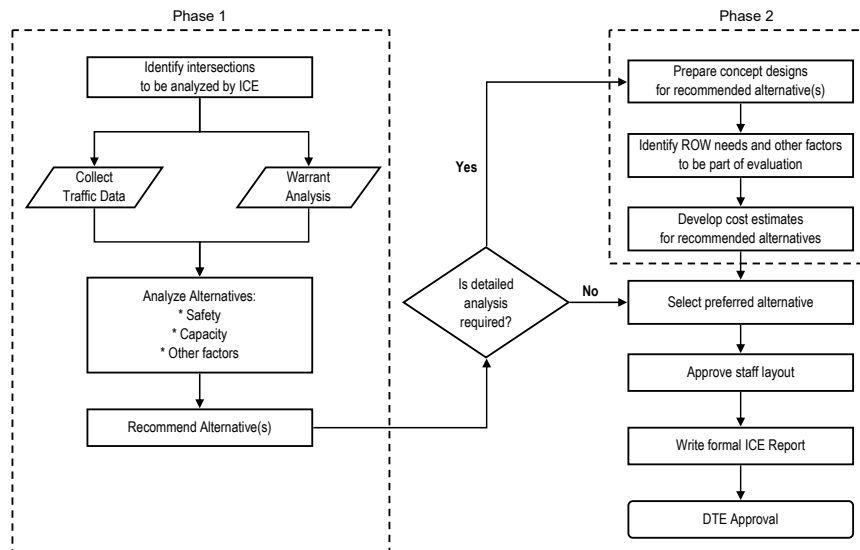 Phase 1
Identify intersections
to be analyzed by ICE
Collect
Traffic Data
Warrant
Analysis
Analyze Alternatives:
* Safety
* Capacity
* Other factors
Recommend Alternative(s)
Is detailed
analysis
required?
Yes
No
Phase 2
Prepare concept designs
for recommended alternative(s)
Identify ROW needs and other factors
to be part of evaluation
Develop cost estimates
for recommended alternatives
Select preferred alternative
Approve staff layout
Write formal ICE Report
DTE Approval